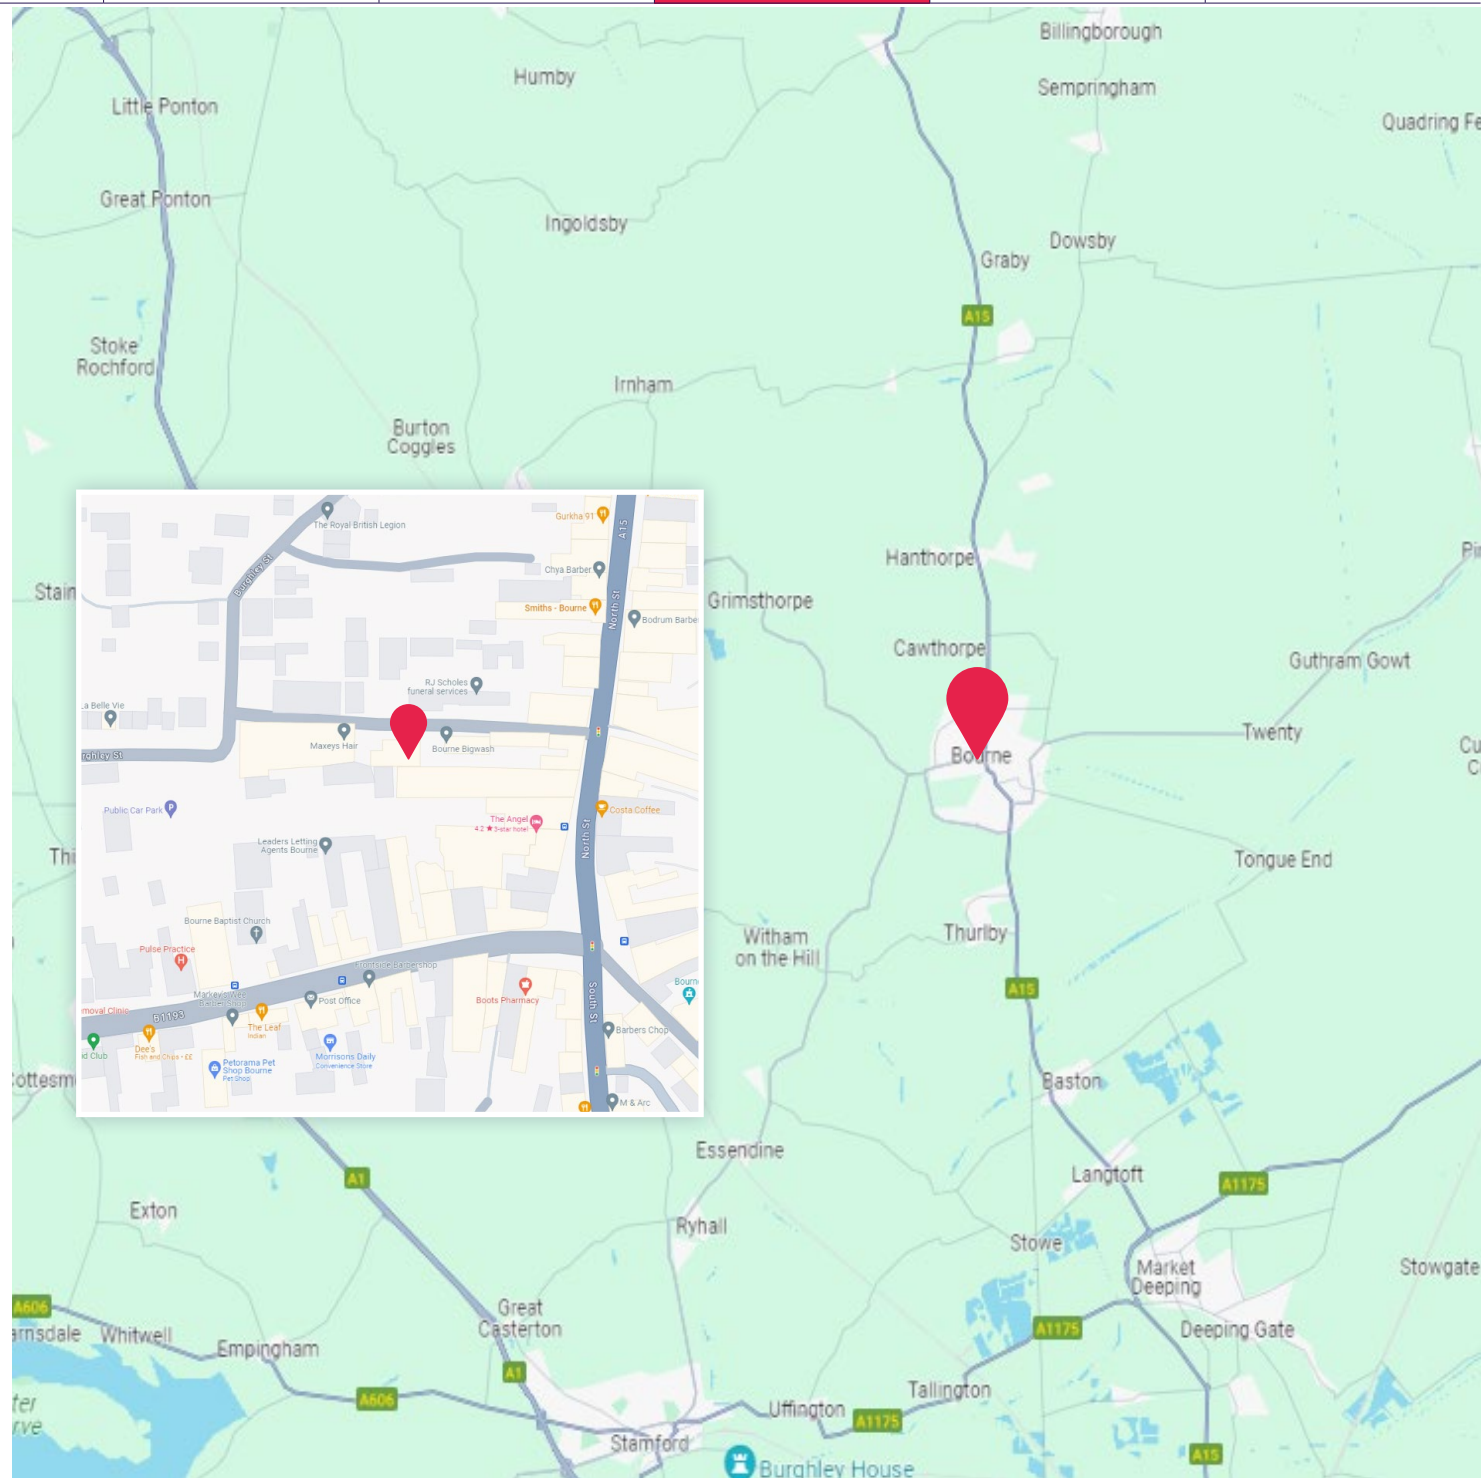 Billingborough
Humby
Sempringham
Little Ponton
Great Ponton
Ingoldsby
Dowsby
Graby
A15
Stoke
Rochford
Irnham
Burton
Coggles
Hanthorpe
Grimsthorpe
Cawthorpe
Guthram Gowt
Twenty
Bourne
Tongue End
Witham
on the Hill
Thurlby
A15
Baston
Essendine
Langtoft
A1
A1175
Exton
Ryhall
Stowe
Market
Deeping
Stowgate
A606
Great
Casterton
Whitwell
Empingham
A1175
Deeping Gate
A1
A606
Tallington
Uffington
A1175
Stamford
A15
Burghley House
The Royal British Legion
Gurkha 91
A15
Burghley St
Chya Barber
Smiths - Bourne
North St
Bodrum Barbe
RJ Scholes
funeral services
La Belle Vie
Maxeys Hair
Bourne Bigwash
Public Car Park
P
The Angel
4.2 ★ 3-star hotel
Costa Coffee
North St
Leaders Letting
Agents Bourne
Bourne Baptist Church
Pulse Practice
H
Frontside Barbershop
Markey's Wee
Barber Shop
Post Office
Boots Pharmacy
South St
B1193
The Leaf
Indian
Dee's
Fish and Chips • ££
Barbers Chop
Petorama Pet
Shop Bourne
Pet Shop
Morrisons Daily
Convenience Store
M & Arc